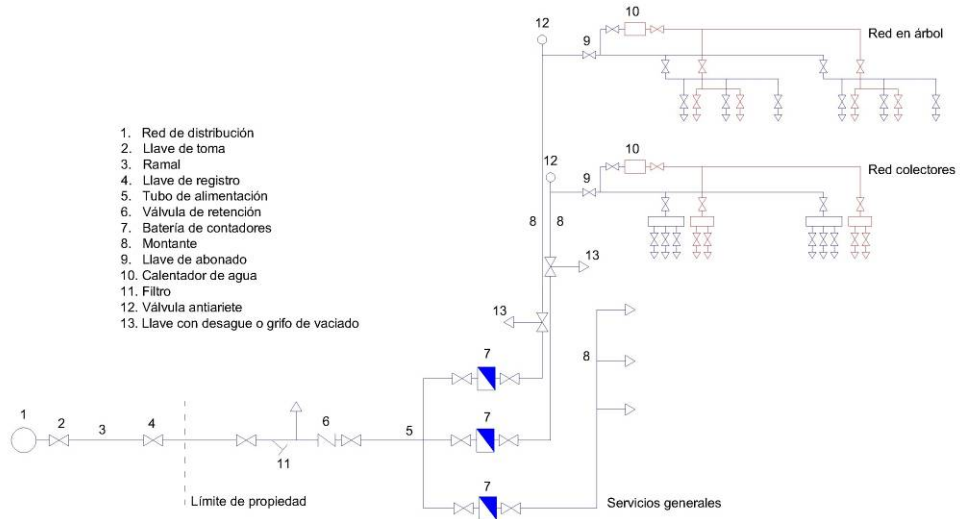 12
10
9
Red en árbol
1. Red de distribución
2. Llave de toma
3. Ramal
4. Llave de registro
5. Tubo de alimentación
6. Válvula de retención
7. Batería de contadores
8. Montante
9. Llave de abonado
10. Calentador de agua
11. Filtro
12. Válvula antiariete
13. Llave con desague o grifo de vaciado
12
10
9
Red colectores
8 8
13
13
7
8
1
2
3
4
6
5
7
11
7
Límite de propiedad
Servicios generales